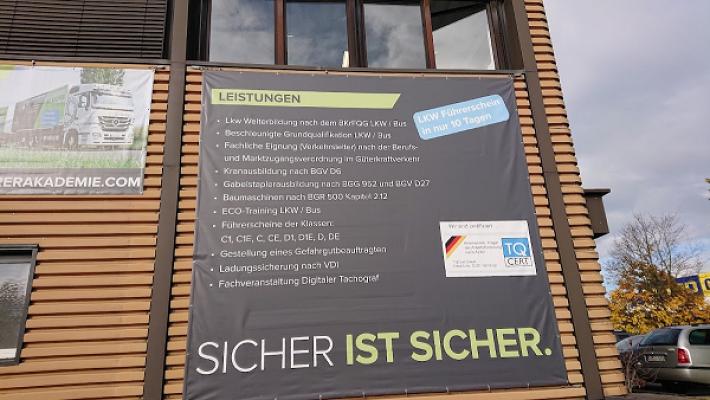 LEISTUNGEN
LKW Führerschein
in nur 10 Tagen
• Lkw Weiterbildung nach dem BKrFQG LKW / Bus
• Beschleunigte Grundqualifikation LKW / Bus
• Fachliche Eignung (Verkehrsleiter) nach der Berufs-
und Marktzugangsverordnung im Güterkraftverkehr
• Kranausbildung nach BGV D6
• Gabelstaplerausbildung nach BGG 952 und BGV D27
• Baumaschinen nach BGR 500 Kapitel 2.12
• ECO-Training LKW / Bus
• Führerscheine der Klassen:
C1, C1E, C, CE, D1, D1E, D, DE
• Gestellung eines Gefahrgutbeauftragten
• Ladungssicherung nach VDI
• Fachveranstaltung Digitaler Tachograf
Wir sind zertifiziert
TQ
CERT
SICHER IST SICHER.
RERAKADEMIE.COM